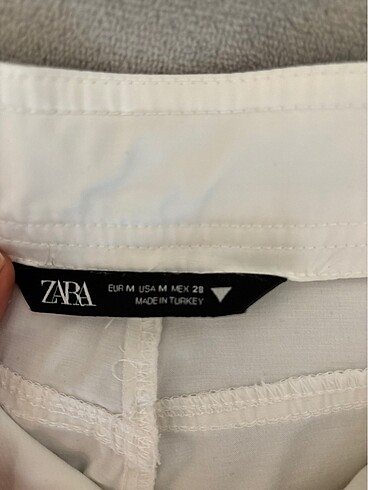 ZARA
EUR M USA M MEX 28
MADE IN TURKEY